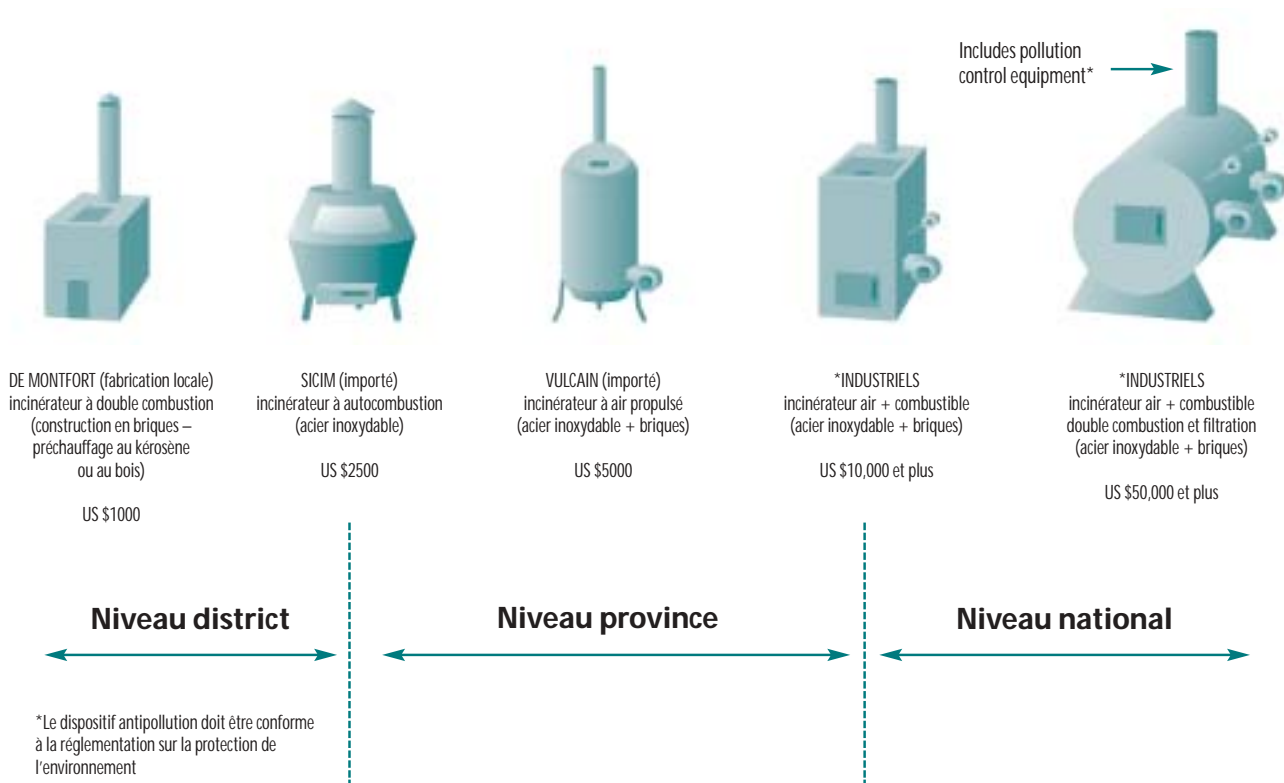 Includes pollution
control equipment*
DE MONTFORT (fabrication locale)
incinérateur à double combustion
(construction en briques –
préchauffage au kérosène
ou au bois)
US $1000
SICIM (importé)
incinérateur à autocombustion
(acier inoxydable)
US $2500
VULCAIN (importé)
incinérateur à air propulsé
(acier inoxydable + briques)
US $5000
*INDUSTRIELS
incinérateur air + combustible
(acier inoxydable + briques)
US $10,000 et plus
*INDUSTRIELS
incinérateur air + combustible
double combustion et filtration
(acier inoxydable + briques)
US $50,000 et plus
Niveau district
Niveau province
Niveau national
*Le dispositif antipollution doit être conforme
à la réglementation sur la protection de
l'environnement